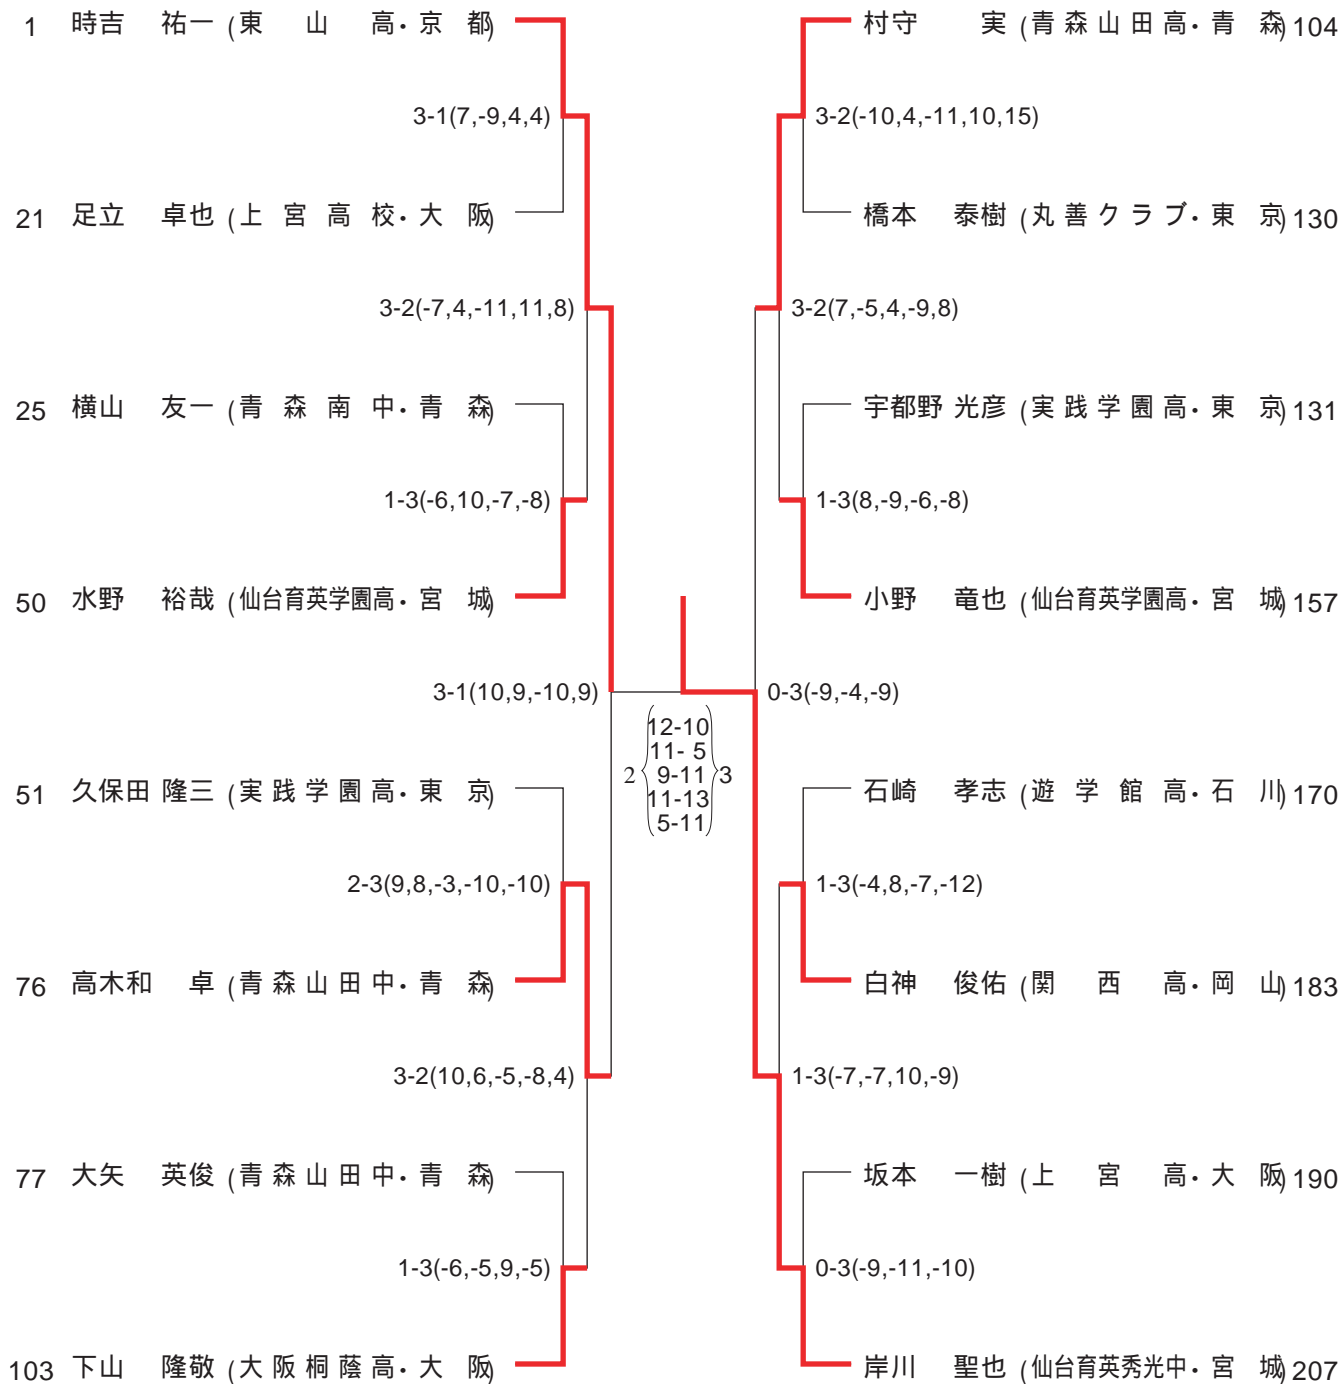 1 時吉 祐一 (東 山 高・京 都)
3-1(7,-9,4,4)
21 足立 卓也 (上 宮 高 校・大 阪)
3-2(-7,4,-11,11,8)
25 横山 友一 (青 森 南 中・青 森)
1-3(-6,10,-7,-8)
50 水野 裕哉 (仙台育英学園高・宮 城)
3-1(10,9,-10,9)
51 久保田 隆三 (実 践 学 園 高・東 京)
2-3(9,8,-3,-10,-10)
76 高木和 卓 (青 森 山 田 中・青 森)
3-2(10,6,-5,-8,4)
77 大矢 英俊 (青 森 山 田 中・青 森)
1-3(-6,-5,9,-5)
103 下山 隆敬 (大 阪 桐 蔭 高・大 阪)
12-10
11- 5
2 9-11 3
11-13
5-11
村守 実 (青 森 山 田 高・青 森) 104
3-2(-10,4,-11,10,15)
橋本 泰樹 (丸 善 ク ラ ブ・東 京) 130
3-2(7,-5,4,-9,8)
宇都野 光彦 (実 践 学 園 高・東 京) 131
1-3(8,-9,-6,-8)
小野 竜也 (仙台育英学園高・宮 城) 157
0-3(-9,-4,-9)
石崎 孝志 (遊 学 館 高・石 川) 170
1-3(-4,8,-7,-12)
白神 俊佑 (関 西 高・岡 山) 183
1-3(-7,-7,10,-9)
坂本 一樹 (上 宮 高・大 阪) 190
0-3(-9,-11,-10)
岸川 聖也 (仙台育英秀光中・宮 城) 207